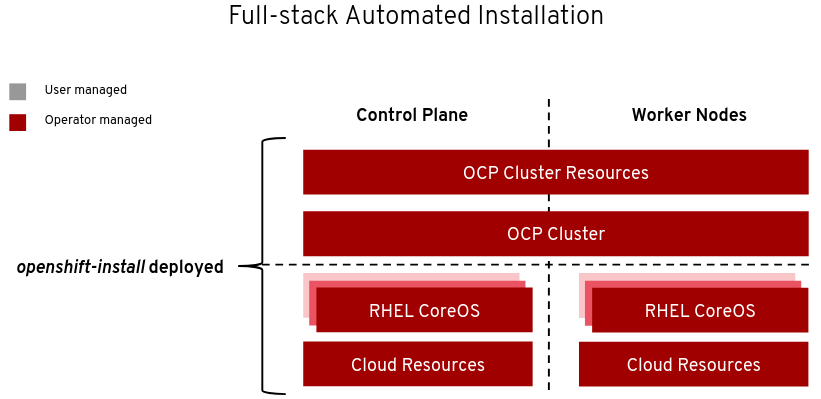 Full-stack Automated Installation
User managed
Operator managed
Control Plane
Worker Nodes
OCP Cluster Resources
OCP Cluster
openshift-install deployed
RHEL CoreOS
RHEL CoreOS
Cloud Resources
Cloud Resources